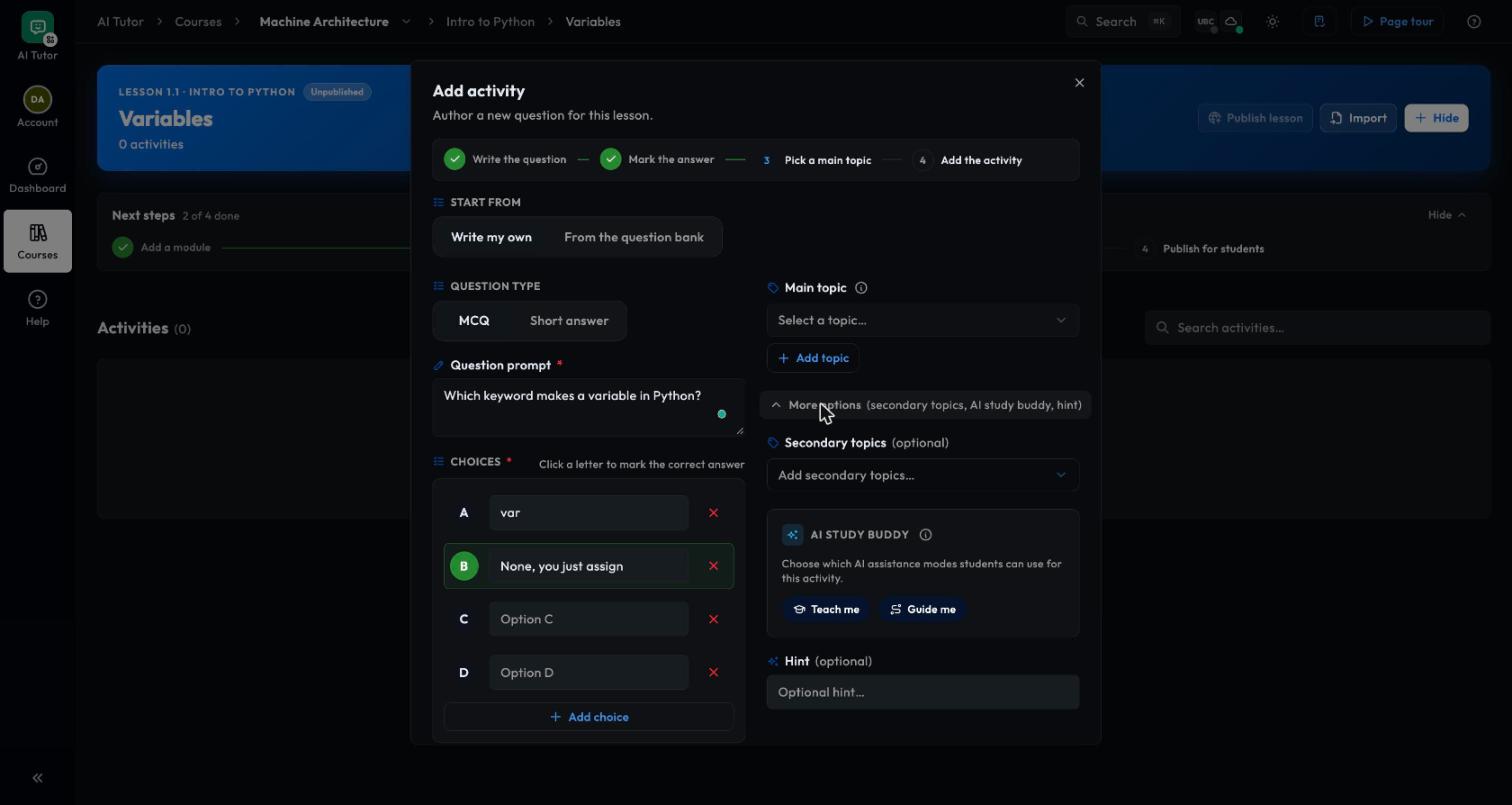 AI Tutor
Account
DA
Dashboard
Courses
Help
AI Tutor > Courses > Machine Architecture > Intro to Python > Variables
Search ⌘K
UBC
Page tour
LESSON 1.1 · INTRO TO PYTHON Unpublished
Variables
0 activities
Publish lesson
Import
+ Hide
Next steps 2 of 4 done
Hide
Add a module
4 Publish for students
Activities (0)
Search activities...
Add activity
Author a new question for this lesson.
Write the question
Mark the answer
3 Pick a main topic
4 Add the activity
START FROM
Write my own
From the question bank
QUESTION TYPE
MCQ
Short answer
Question prompt *
Which keyword makes a variable in Python?
CHOICES * Click a letter to mark the correct answer
A var
B None, you just assign
C Option C
D Option D
+ Add choice
Main topic
Select a topic...
+ Add topic
More options (secondary topics, AI study buddy, hint)
Secondary topics (optional)
Add secondary topics...
AI STUDY BUDDY
Choose which AI assistance modes students can use for
this activity.
Teach me
Guide me
Hint (optional)
Optional hint...